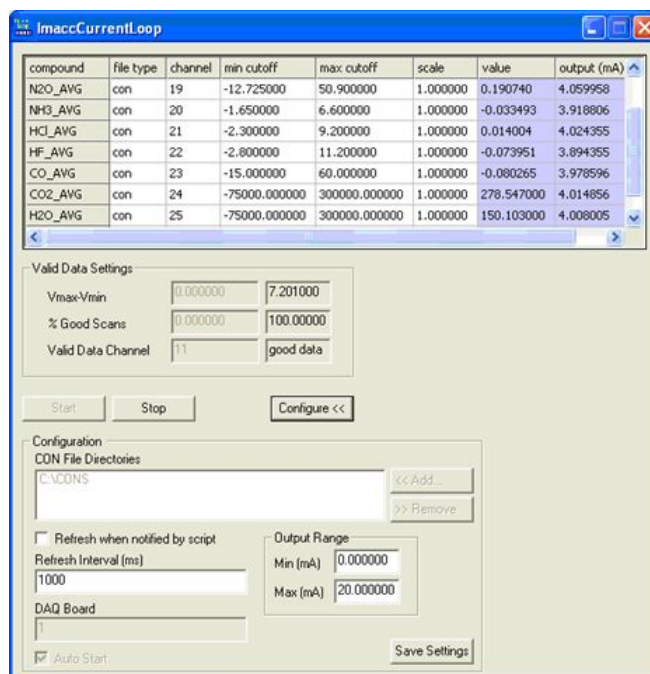 ImaccCurrentLoop
compound file type channel min cutoff max cutoff scale value output (mA)
N2O_AVG con 19 -12.725000 50.900000 1.000000 0.190740 4.059958
NH3_AVG con 20 -1.650000 6.600000 1.000000 -0.033493 3.918806
HCl_AVG con 21 -2.300000 9.200000 1.000000 0.014004 4.024355
HF_AVG con 22 -2.800000 11.200000 1.000000 -0.073951 3.894355
CO_AVG con 23 -15.000000 60.000000 1.000000 -0.080265 3.978596
CO2_AVG con 24 -75000.000000 300000.000000 1.000000 278.547000 4.014856
H2O_AVG con 25 -75000.000000 300000.000000 1.000000 150.103000 4.008005
Valid Data Settings
Vmax-Vmin 0.000000 7.201000
% Good Scans 0.000000 100.00000
Valid Data Channel 11 good data
Start Stop Configure <<
Configuration
CON File Directories
C:\CONS
<< Add...
>> Remove
Refresh when notified by script
Refresh Interval (ms)
1000
Output Range
Min (mA) 0.000000
Max (mA) 20.000000
DAQ Board
1
Auto Start
Save Settings